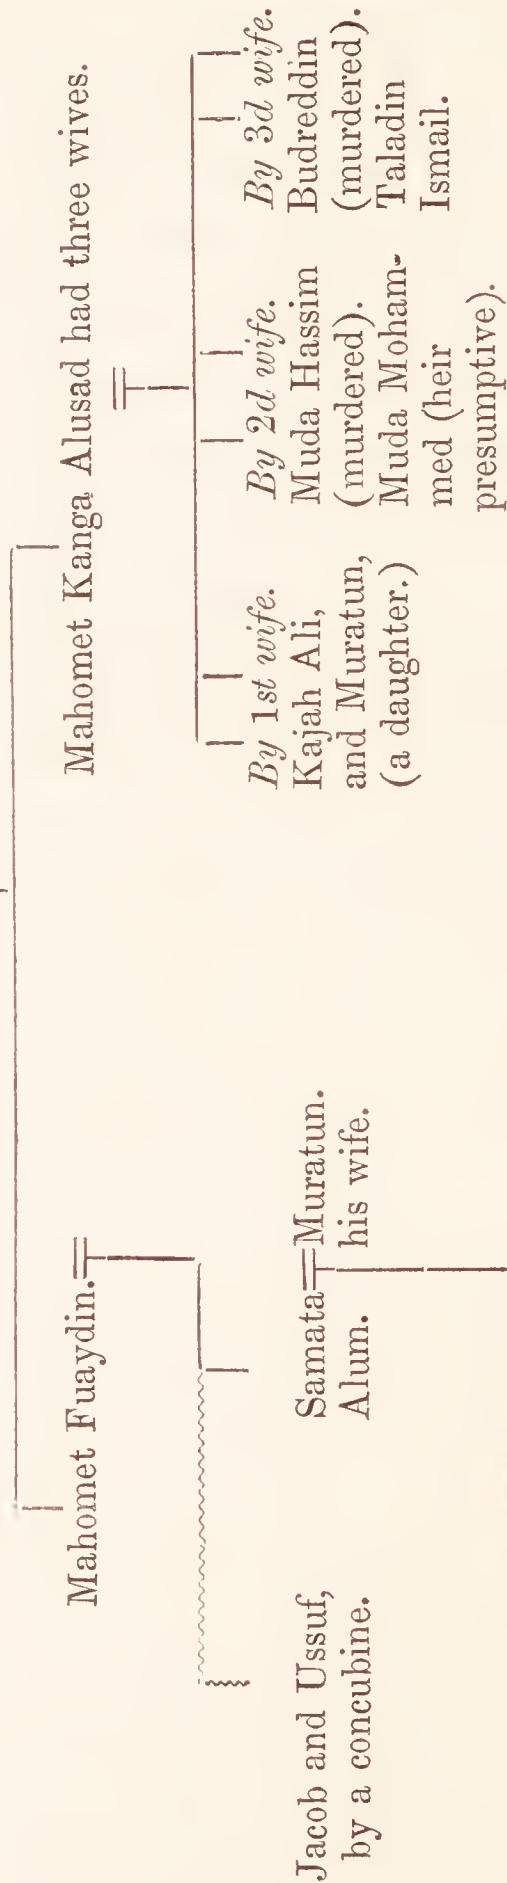 Mahomet Fuaydin.
Mahomet Kanga Alusad had three wives.
Jacob and Ussuf,
by a concubine.
Samata
Alum.
Muratun.
his wife.
By 1st wife.
Kajah Ali,
and Muratun,
(a daughter.)
By 2d wife.
Muda Hassim
(murdered).
Muda Moham-
med (heir
presumptive).
By 3d wife.
Budreddin
(murdered).
Taladin
Ismail.